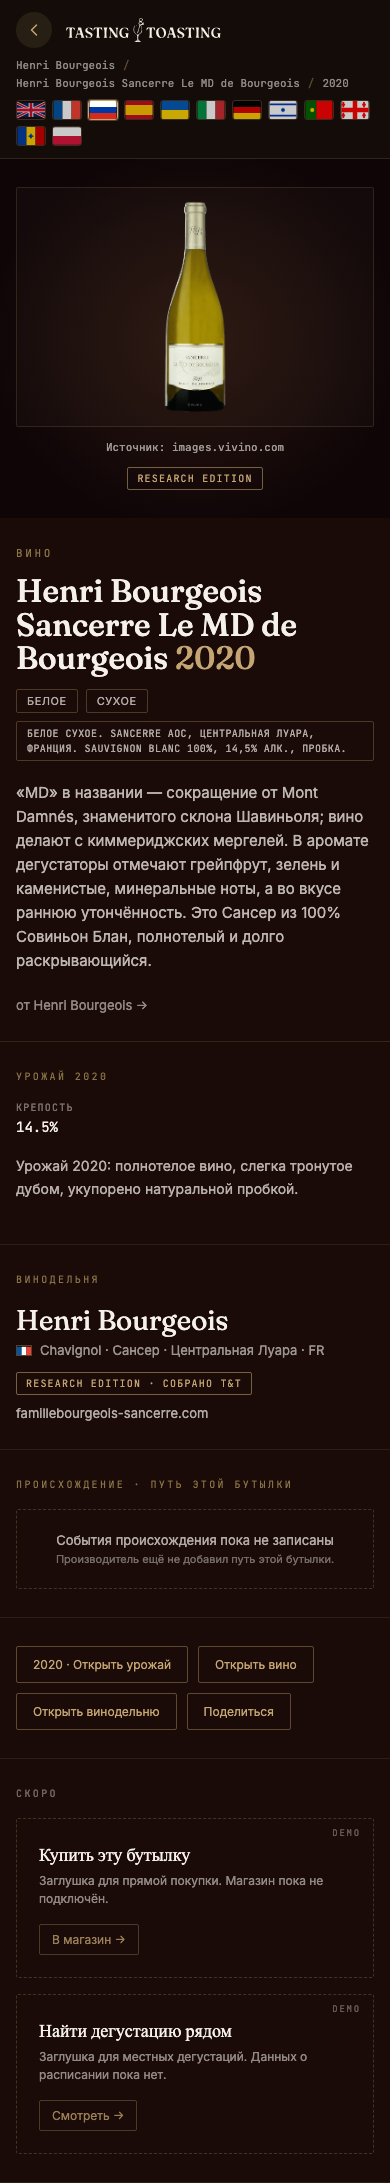 TASTING TOASTING
Henri Bourgeois /
Henri Bourgeois Sancerre Le MD de Bourgeois / 2020
SANCERRE
Источник: images.vivino.com
RESEARCH EDITION
ВИНО
Henri Bourgeois
Sancerre Le MD de
Bourgeois 2020
БЕЛОЕ СУХОЕ
БЕЛОЕ СУХОЕ. SANCERRE AOC, ЦЕНТРАЛЬНАЯ ЛУАРА,
ФРАНЦИЯ. SAUVIGNON BLANC 100%, 14,5% АЛК., ПРОБКА.
«MD» в названии — сокращение от Mont
Damnés, знаменитого склона Шавиньоля; вино
делают с киммериджских мергелей. В аромате
дегустаторы отмечают грейпфрут, зелень и
каменистые, минеральные ноты, а во вкусе
раннюю утончённость. Это Сансер из 100%
Совиньон Блан, полнотелый и долго
раскрывающийся.
от Henri Bourgeois →
УРОЖАЙ 2020
КРЕПОСТЬ
14.5%
Урожай 2020: полнотелое вино, слегка тронутое
дубом, укупорено натуральной пробкой.
ВИНОДЕЛЬНЯ
Henri Bourgeois
Chavignol · Сансер · Центральная Луара · FR
RESEARCH EDITION · СОБРАНО T&T
famillebourgeois-sancerre.com
ПРОИСХОЖДЕНИЕ · ПУТЬ ЭТОЙ БУТЫЛКИ
События происхождения пока не записаны
Производитель ещё не добавил путь этой бутылки.
2020 · Открыть урожай Открыть вино
Открыть винодельню Поделиться
СКОРО
DEMO
Купить эту бутылку
Заглушка для прямой покупки. Магазин пока не
подключён.
В магазин →
DEMO
Найти дегустацию рядом
Заглушка для местных дегустаций. Данных о
расписании пока нет.
Смотреть →